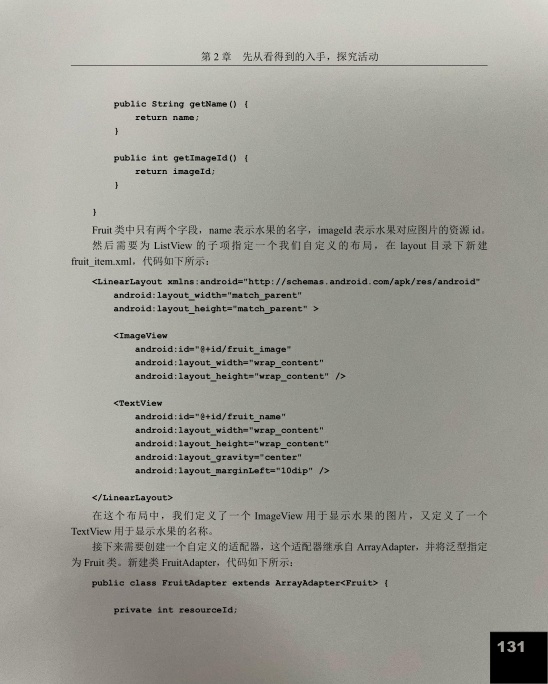 第 2 章 先从看得到的入手，探究活动
public String getName() {
return name;
}
public int getImageId() {
return imageId;
}
}
Fruit 类中只有两个字段，name 表示水果的名字，imageId 表示水果对应图片的资源 id。
然后需要为 ListView 的子项指定一个我们自定义的布局，在 layout 目录下新建
fruit_item.xml，代码如下所示：
<LinearLayout xmlns:android="http://schemas.android.com/apk/res/android"
android:layout_width="match_parent"
android:layout_height="match_parent" >
<ImageView
android:id="@+id/fruit_image"
android:layout_width="wrap_content"
android:layout_height="wrap_content" />
<TextView
android:id="@+id/fruit_name"
android:layout_width="wrap_content"
android:layout_height="wrap_content"
android:layout_gravity="center"
android:layout_marginLeft="10dip" />
</LinearLayout>
在这个布局中，我们定义了一个 ImageView 用于显示水果的图片，又定义了一个
TextView 用于显示水果的名称。
接下来需要创建一个自定义的适配器，这个适配器继承自 ArrayAdapter，并将泛型指定
为 Fruit 类。新建类 FruitAdapter，代码如下所示：
public class FruitAdapter extends ArrayAdapter<Fruit> {
private int resourceId;
131